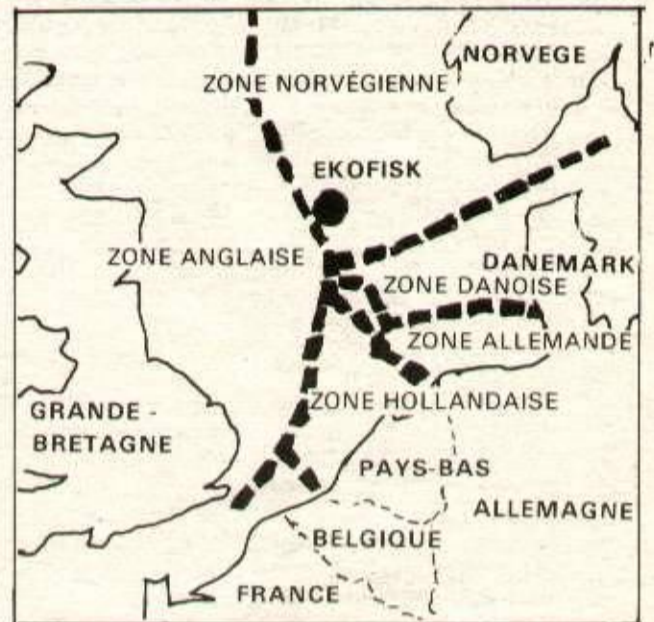 NORVEGE
ZONE NORVÉGIENNE
EKOFISK
ZONE ANGLAISE
DANEMARK
ZONE DANOISE
ZONE ALLEMANDE
ZONE HOLLANDAISE
GRANDE-
BRETAGNE
PAYS-BAS
ALLEMAGNE
BELGIQUE
FRANCE